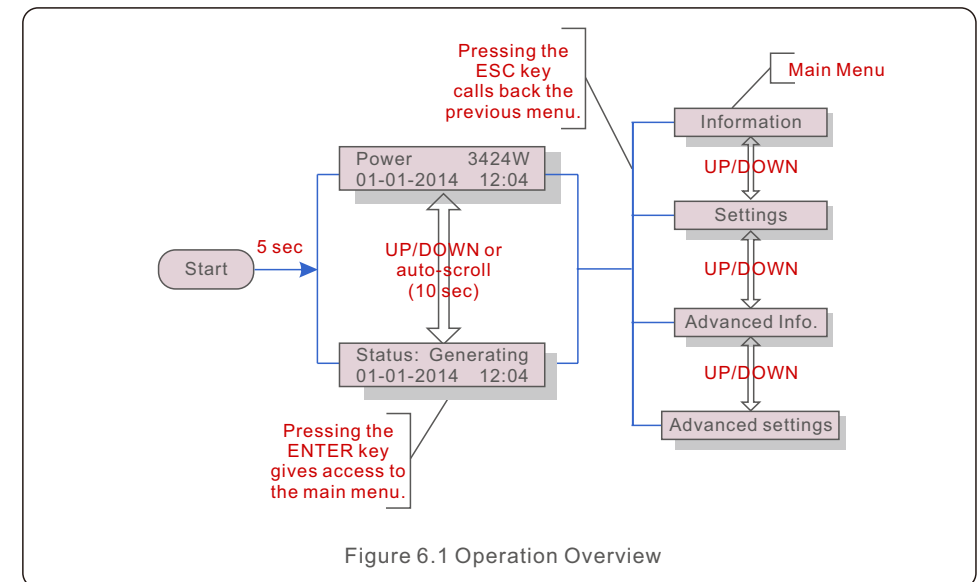 Pressing the
ESC key
calls back the
previous menu.
Main Menu
Information
UP/DOWN
Settings
UP/DOWN
Advanced Info.
UP/DOWN
Advanced settings
Start
5 sec
Power 3424W
01-01-2014 12:04
UP/DOWN or
auto-scroll
(10 sec)
Status: Generating
01-01-2014 12:04
Pressing the
ENTER key
gives access to
the main menu.
Figure 6.1 Operation Overview